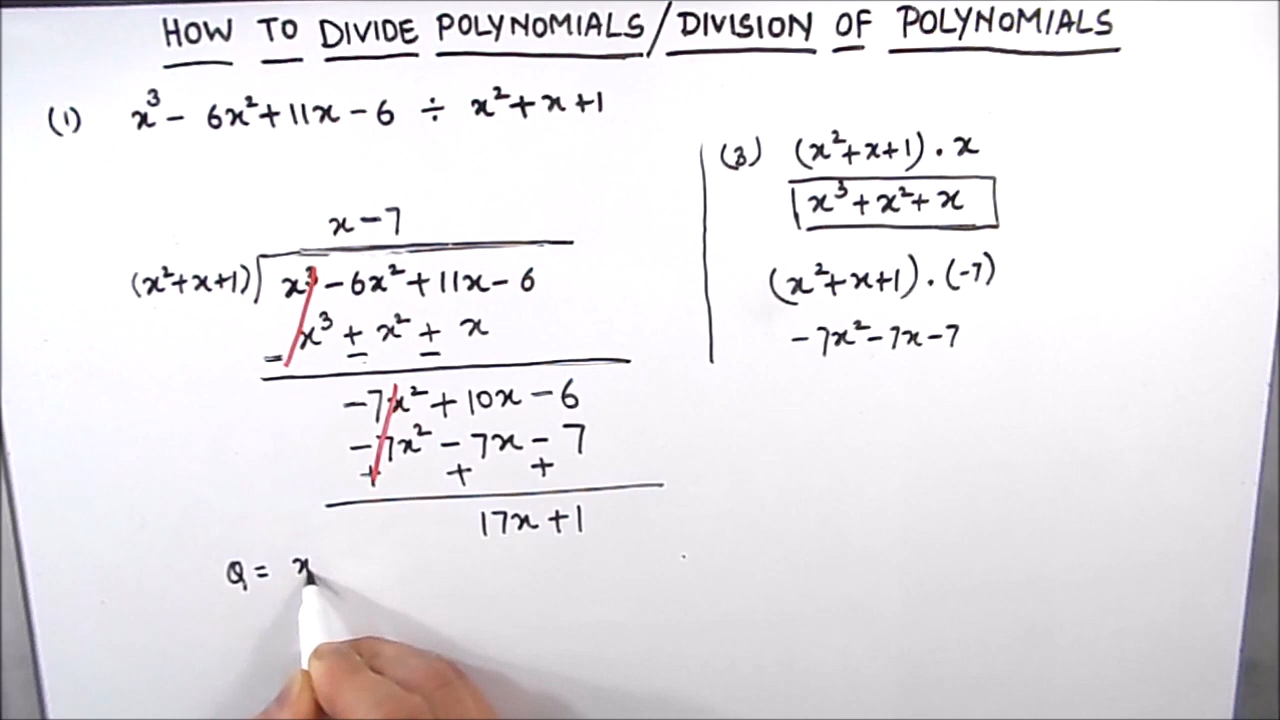 HOW TO DIVIDE POLYNOMIALS/DIVISION OF POLYNOMIALS
(1) x³ - 6x² + 11x - 6 ÷ x² + x + 1
x - 7
(x² + x + 1) x³ - 6x² + 11x - 6
x³ + x² + x
- - -
-7x² + 10x - 6
-7x² - 7x - 7
+ + +
17x + 1
Q = x
(3) (x² + x + 1) . x
x³ + x² + x
(x² + x + 1) . (-7)
-7x² - 7x - 7